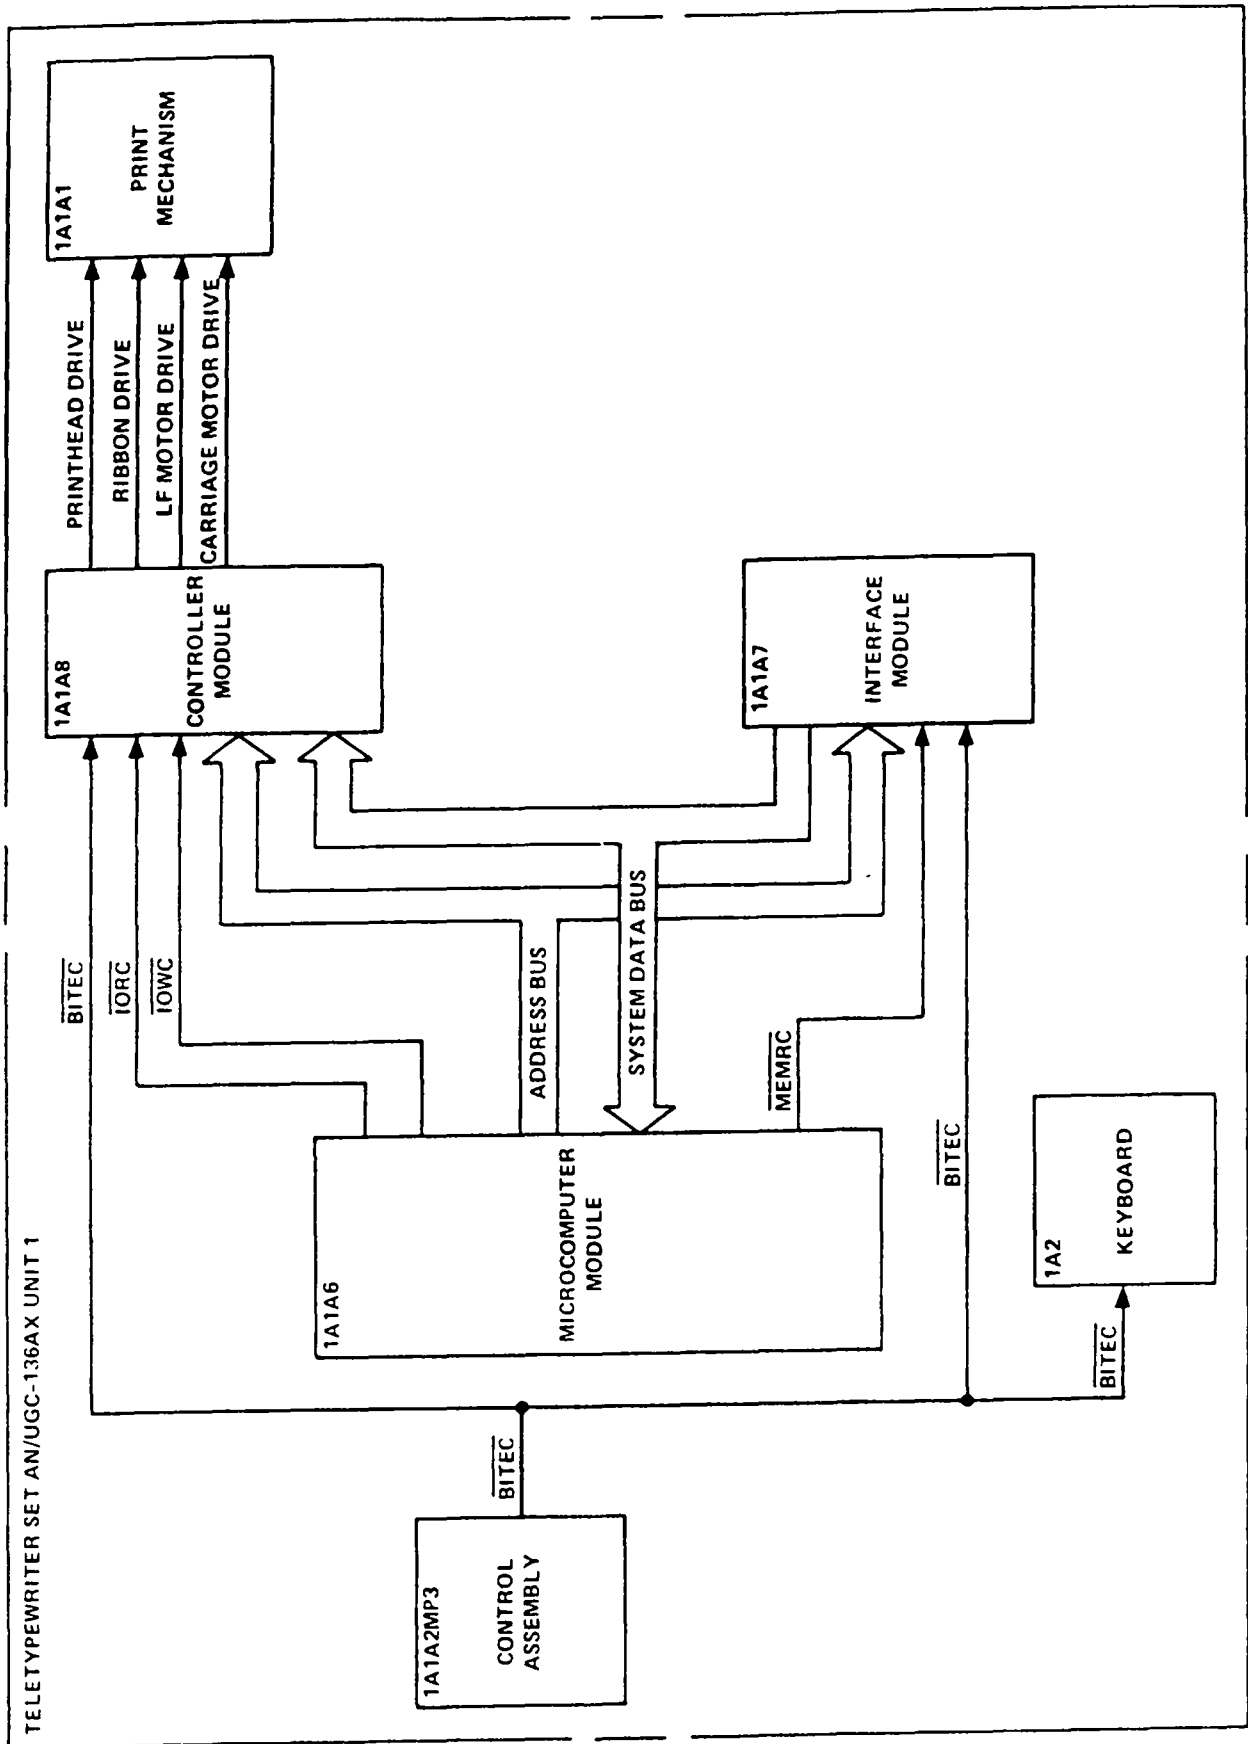 TELETYPEWRITER SET AN/UGC-136AX UNIT 1
1A1A2MP3
CONTROL
ASSEMBLY
BITEC
1A1A6
MICROCOMPUTER
MODULE
BITEC
IORC
IOWC
ADDRESS BUS
SYSTEM DATA BUS
MEMRC
BITEC
BITEC
1A2
KEYBOARD
1A1A8
CONTROLLER
MODULE
1A1A7
INTERFACE
MODULE
PRINTHEAD DRIVE
RIBBON DRIVE
LF MOTOR DRIVE
CARRIAGE MOTOR DRIVE
1A1A1
PRINT
MECHANISM